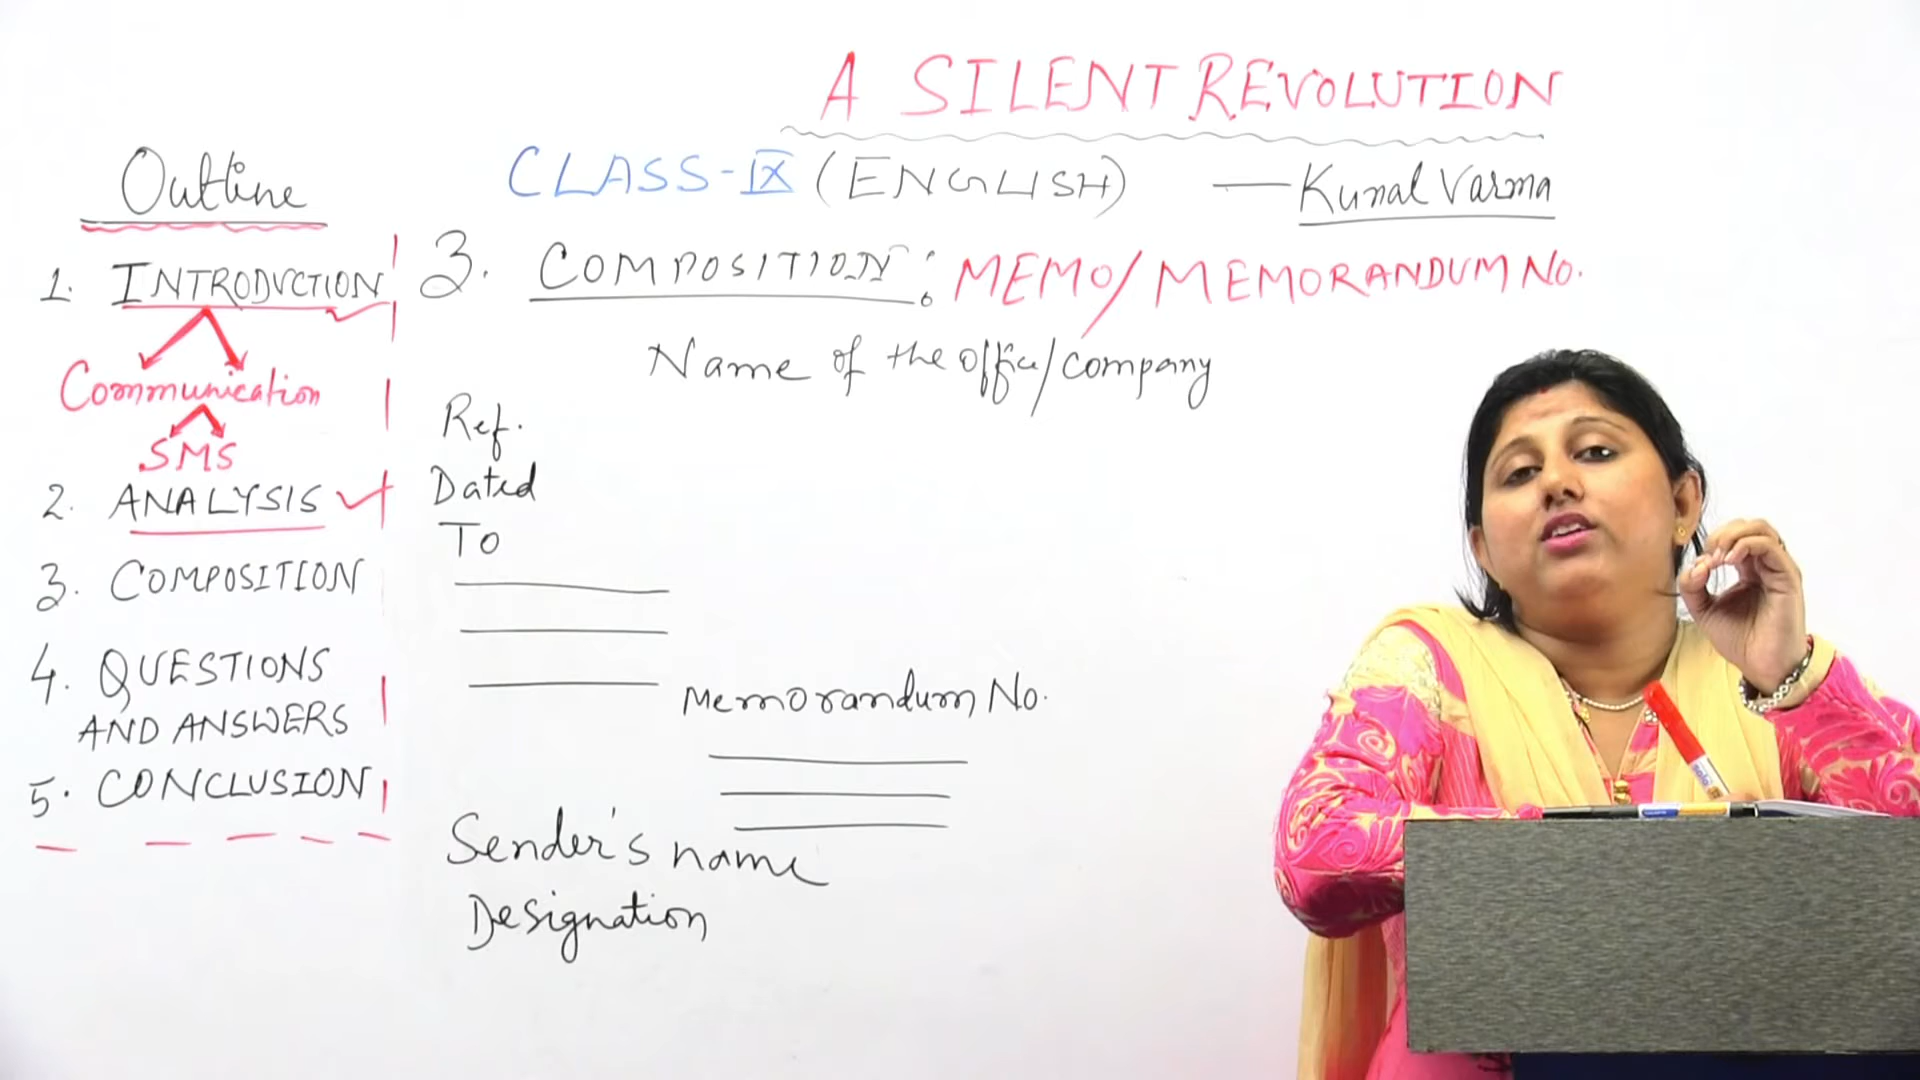 A SILENT REVOLUTION
CLASS-IX (ENGLISH) — Kunal Varma
Outline
1. INTRODUCTION
Communication
SMS
2. ANALYSIS
3. COMPOSITION
4. QUESTIONS
AND ANSWERS
5. CONCLUSION
3. COMPOSITION: MEMO/MEMORANDUM NO.
Name of the office/company
Ref.
Dated
To
Memorandum No.
Sender's name
Designation